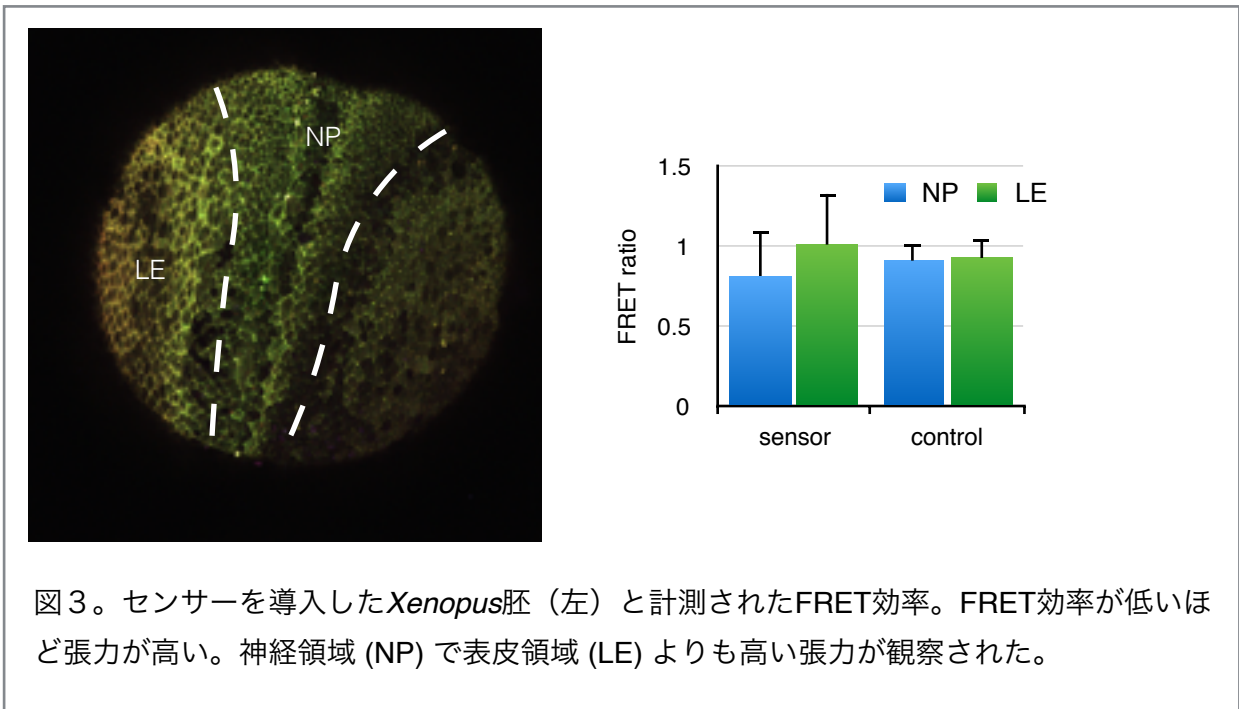 NP
LE
1.5
NP LE
1
0.5
0
FRET ratio
sensor control
図３。センサーを導入したXenopus胚（左）と計測されたFRET効率。FRET効率が低いほ
ど張力が高い。神経領域 (NP) で表皮領域 (LE) よりも高い張力が観察された。